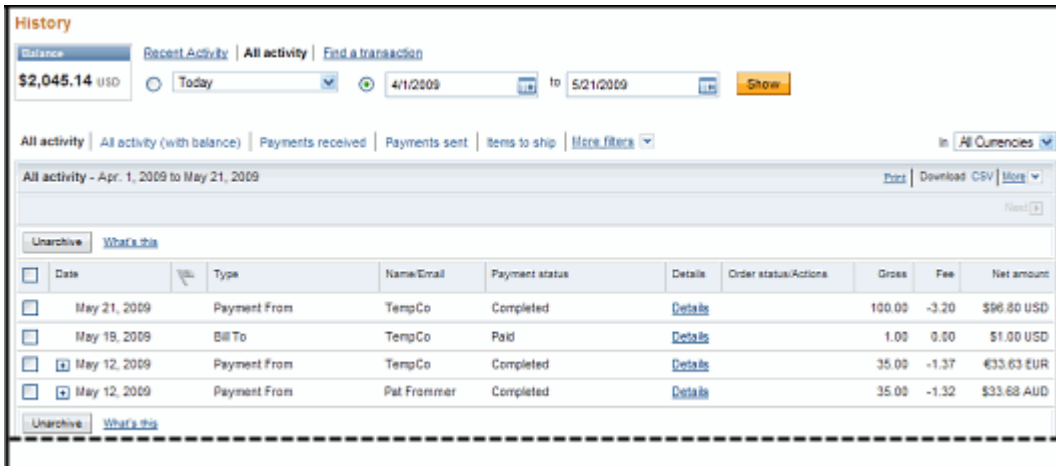 History
Balance
Recent Activity | All activity | Find a transaction
$2,045.14 USD
Today
4/1/2009
to
5/21/2009
Show
All activity | All activity (with balance) | Payments received | Payments sent | Items to ship | More filters
In All Currencies
All activity - Apr. 1, 2009 to May 21, 2009
Print | Download CSV | More
Next
Unarchive What's this
Date Type Name/Email Payment status Details Order status/Actions Gross Fee Net amount
May 21, 2009 Payment From TempCo Completed Details 100.00 -3.20 $96.80 USD
May 19, 2009 Bill To TempCo Paid Details 1.00 0.00 $1.00 USD
May 12, 2009 Payment From TempCo Completed Details 35.00 -1.37 €33.63 EUR
May 12, 2009 Payment From Pat Frommer Completed Details 35.00 -1.32 $33.68 AUD
Unarchive What's this